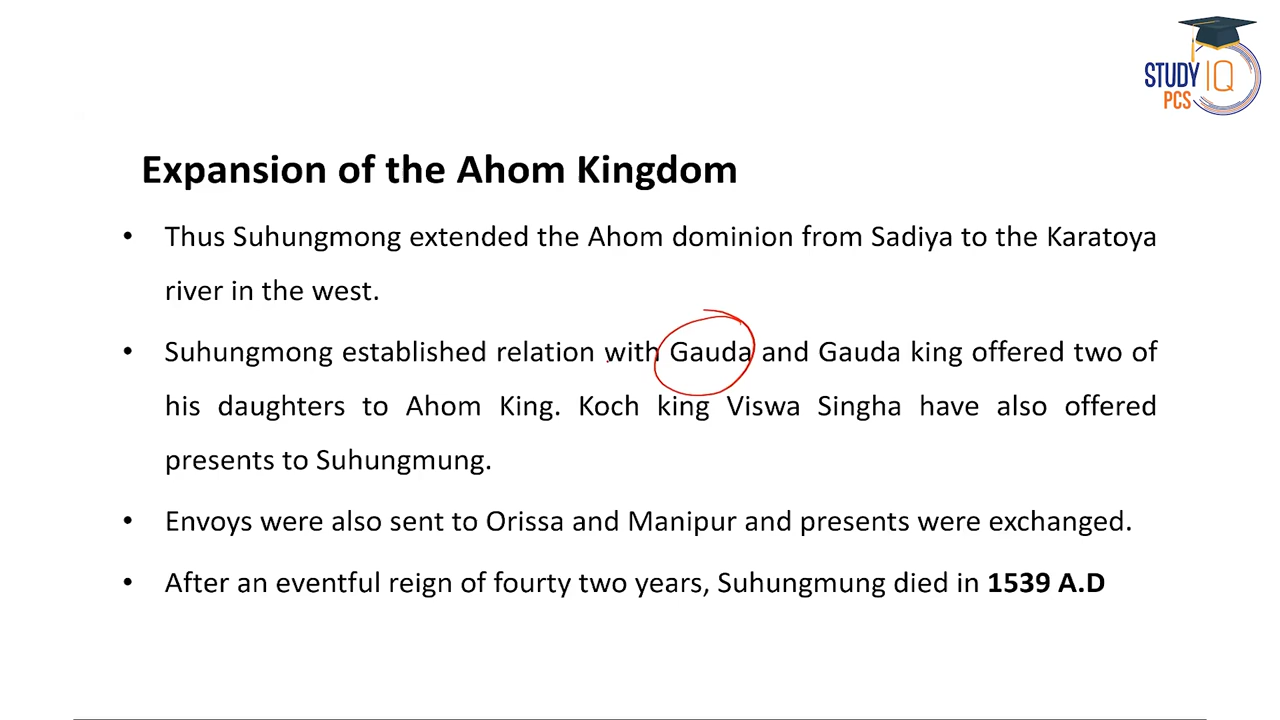 STUDY IQ
PCS
Expansion of the Ahom Kingdom
• Thus Suhungmong extended the Ahom dominion from Sadiya to the Karatoya
river in the west.
• Suhungmong established relation with Gauda and Gauda king offered two of
his daughters to Ahom King. Koch king Viswa Singha have also offered
presents to Suhungmung.
• Envoys were also sent to Orissa and Manipur and presents were exchanged.
• After an eventful reign of fourty two years, Suhungmung died in 1539 A.D